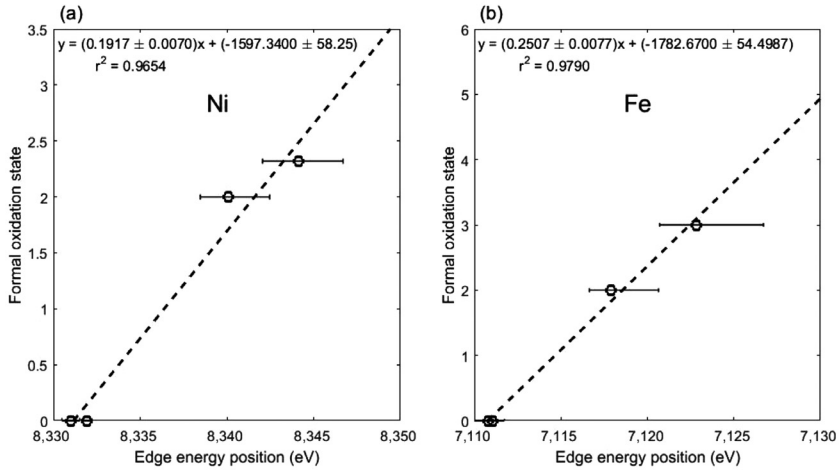 (a)
y = (0.1917 ± 0.0070)x + (-1597.3400 ± 58.25)
r² = 0.9654
Ni
Formal oxidation state
3.5
3
2.5
2
1.5
1
0.5
0
8,330
8,335
8,340
8,345
8,350
Edge energy position (eV)
(b)
y = (0.2507 ± 0.0077)x + (-1782.6700 ± 54.4987)
r² = 0.9790
Fe
Formal oxidation state
6
5
4
3
2
1
0
7,110
7,115
7,120
7,125
7,130
Edge energy position (eV)